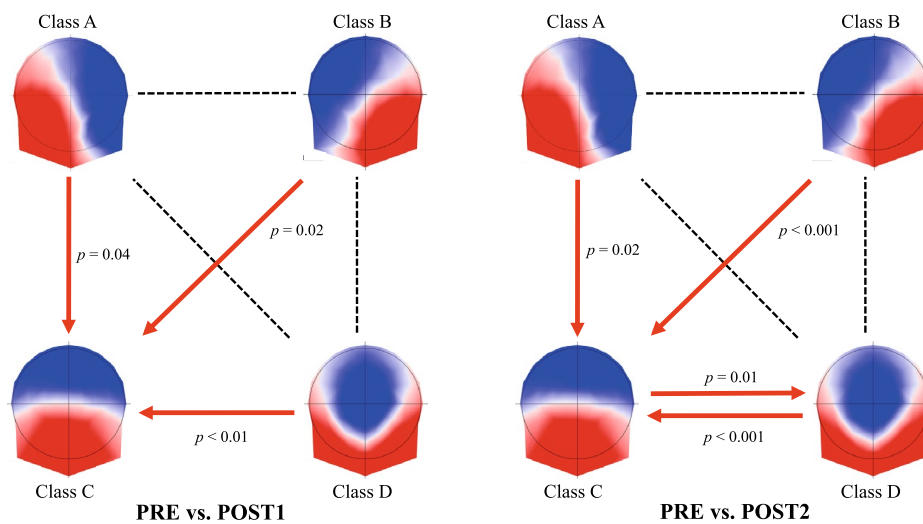 Class A
Class B
p = 0.04
p = 0.02
p < 0.01
Class C
Class D
PRE vs. POST1
Class A
Class B
p = 0.02
p < 0.001
p = 0.01
p < 0.001
Class C
Class D
PRE vs. POST2